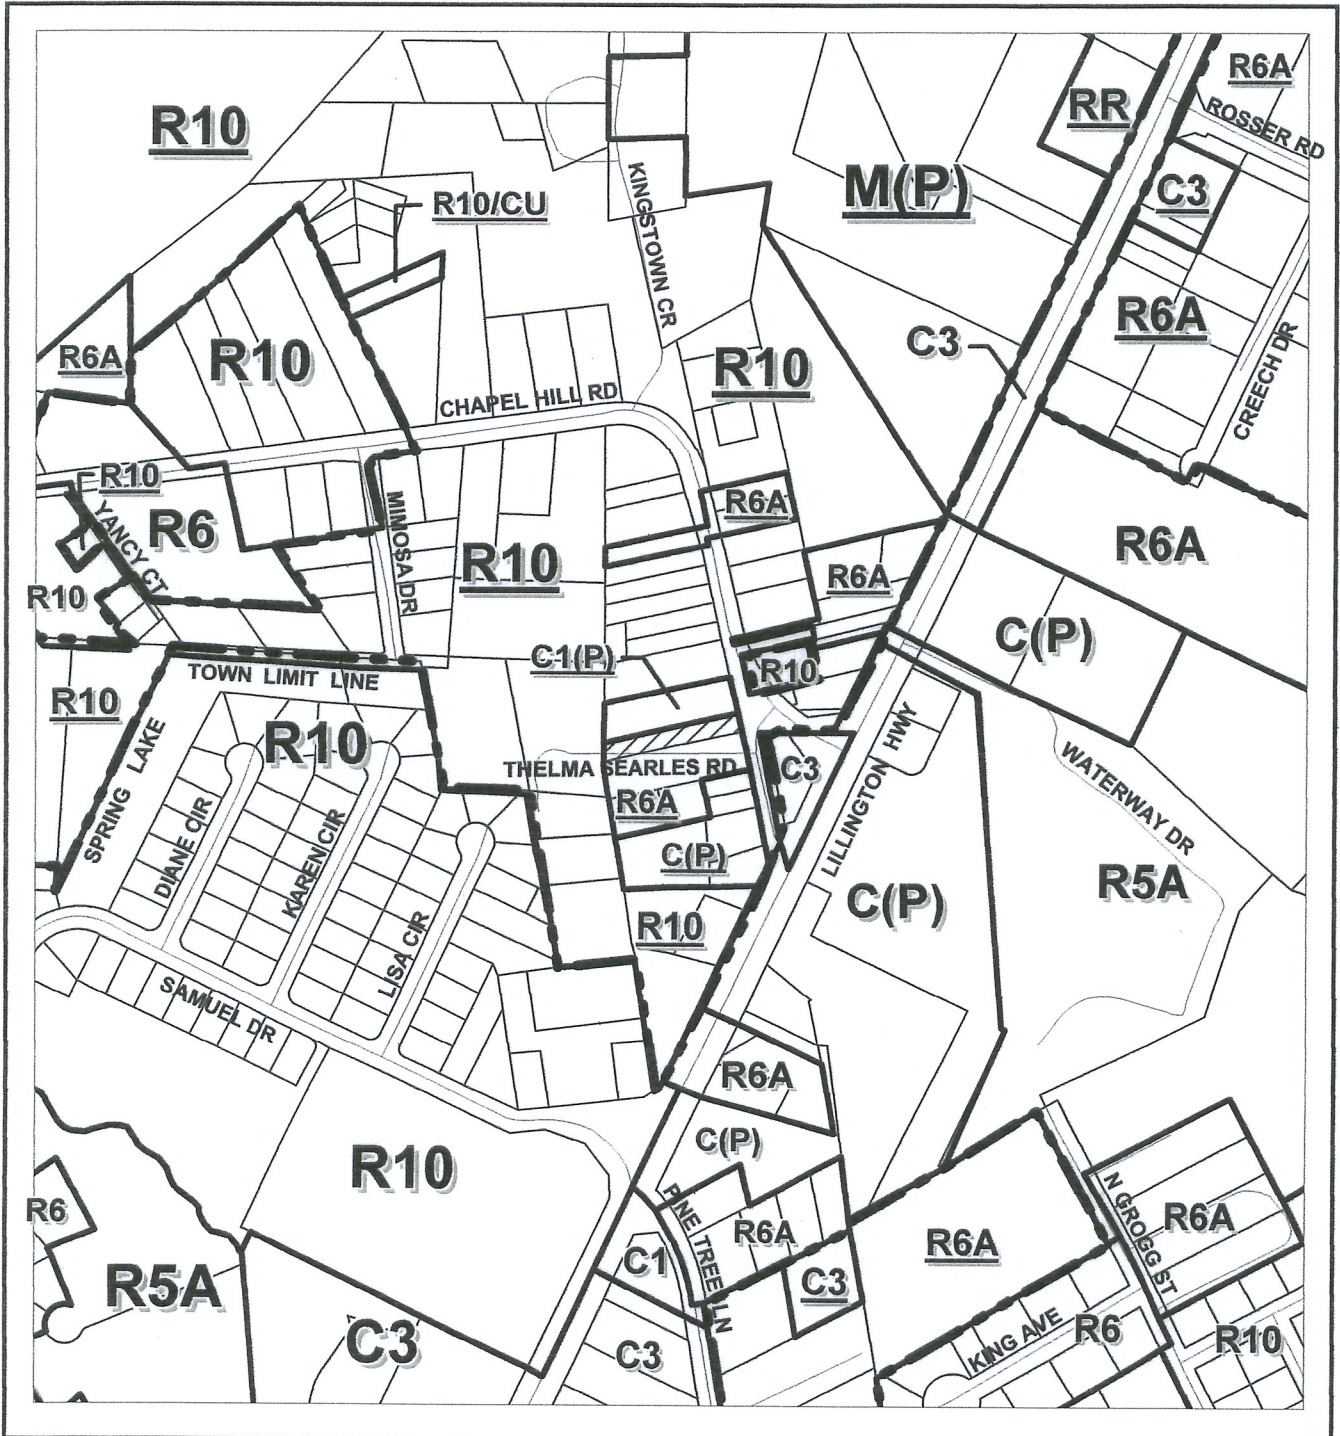 R6A
R10
RR
ROSSER RD
M(P)
C3
R10/CU
KINGSTOWN CR
R6A
C3
R6A
R10
R10
CREECH DR
CHAPEL HILL RD
R10
R6A
YANCY CT
R6
MIMOSA DR
R10
R6A
R6A
R10
C(P)
C1(P)
R10
TOWN LIMIT LINE
R10
R10
LILLINGTON HWY
SPRING LAKE
THELMA SEARLES RD
C3
WATERWAY DR
R6A
DIANE CIR
KAREN CIR
C(P)
R5A
C(P)
LISA CIR
R10
SAMUEL DR
R6A
C(P)
R10
PINE TREE LN
N GROGG ST
R6
R6A
R6A
R6A
C1
R5A
C3
KING AVE
R6
R10
C3
C3